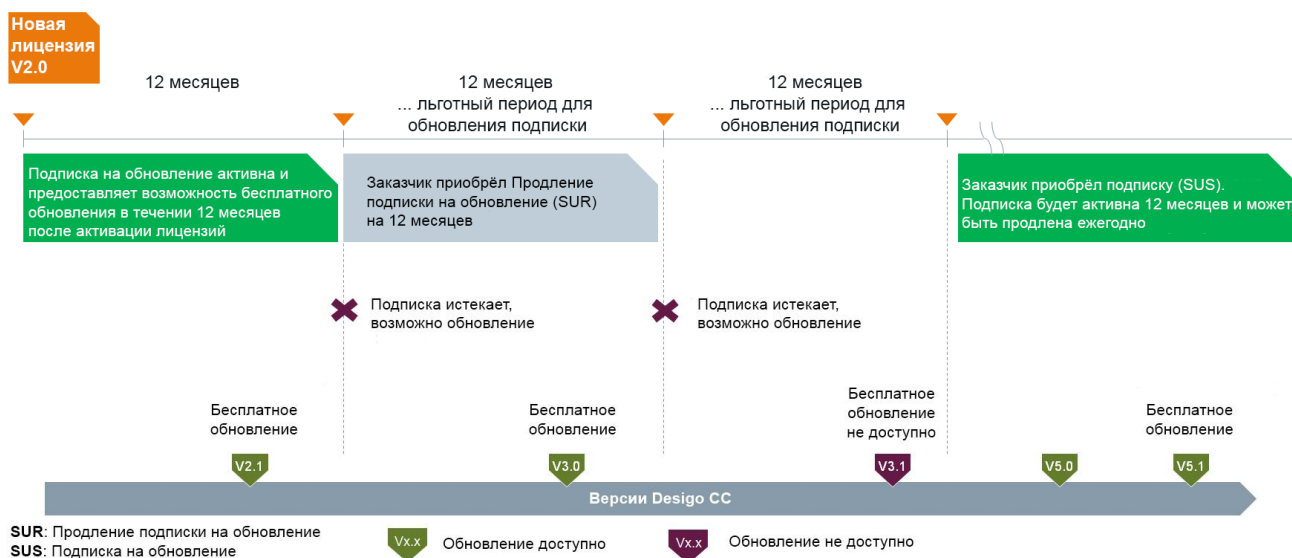 Новая
лицензия
V2.0
12 месяцев
12 месяцев
... льготный период для
обновления подписки
12 месяцев
... льготный период для
обновления подписки
Подписка на обновление активна и
предоставляет возможность бесплатного
обновления в течении 12 месяцев
после активации лицензий
Заказчик приобрёл Продление
подписки на обновление (SUR)
на 12 месяцев
Заказчик приобрёл подписку (SUS).
Подписка будет активна 12 месяцев и может
быть продлена ежегодно
Подписка истекает,
возможно обновление
Подписка истекает,
возможно обновление
Бесплатное
обновление
Бесплатное
обновление
Бесплатное
обновление
не доступно
Бесплатное
обновление
V2.1
V3.0
V3.1
V5.0
V5.1
Версии Desigo CC
SUR: Продление подписки на обновление
SUS: Подписка на обновление
Vx.x
Обновление доступно
Vx.x
Обновление не доступно